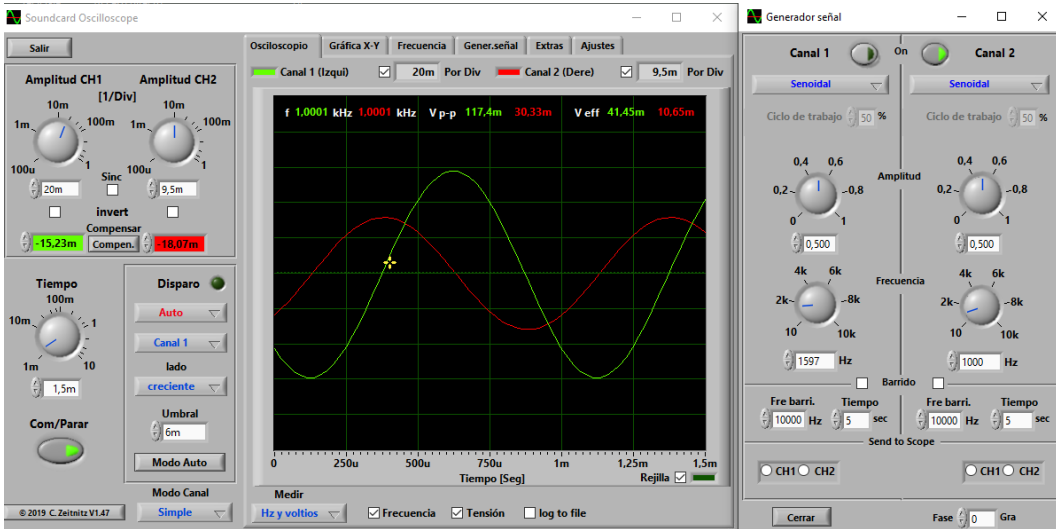 Soundcard Oscilloscope
Salir
Amplitud CH1 Amplitud CH2
[1/Div]
10m 10m
1m 100m 1m 100m
100u 1 100u 1
Sinc
20m 9,5m
invert
Compensar
-15,23m Compen. -18,07m
Tiempo
100m
10m 1
1m 10
1,5m
Com/Parar
Disparo
Auto
Canal 1
lado
creciente
Umbral
6m
Modo Auto
Modo Canal
© 2019 C. Zeitnitz V1.47 Simple
Osciloscopio Gráfica X-Y Frecuencia Gener.señal Extras Ajustes
Canal 1 (Izqui) 20m Por Div Canal 2 (Dere) 9,5m Por Div
f 1,0001 kHz 1,0001 kHz V p-p 117,4m 30,33m V eff 41,45m 10,65m
0 250u 500u 750u 1m 1,25m 1,5m
Tiempo [Seg] Rejilla
Medir
Hz y voltios Frecuencia Tensión log to file
Generador señal
Canal 1 On Canal 2
Senoidal Senoidal
Ciclo de trabajo 50 % Ciclo de trabajo 50 %
0,4 0,6 0,4 0,6
Amplitud
0,2 0,8 0,2 0,8
0 1 0 1
0,500 0,500
4k 6k Frecuencia 4k 6k
2k 8k 2k 8k
10 10k 10 10k
1597 Hz 1000 Hz
Barrido
Fre barri. Tiempo Fre barri. Tiempo
10000 Hz 5 sec 10000 Hz 5 sec
Send to Scope
CH1 CH2 CH1 CH2
Cerrar Fase 0 Gra